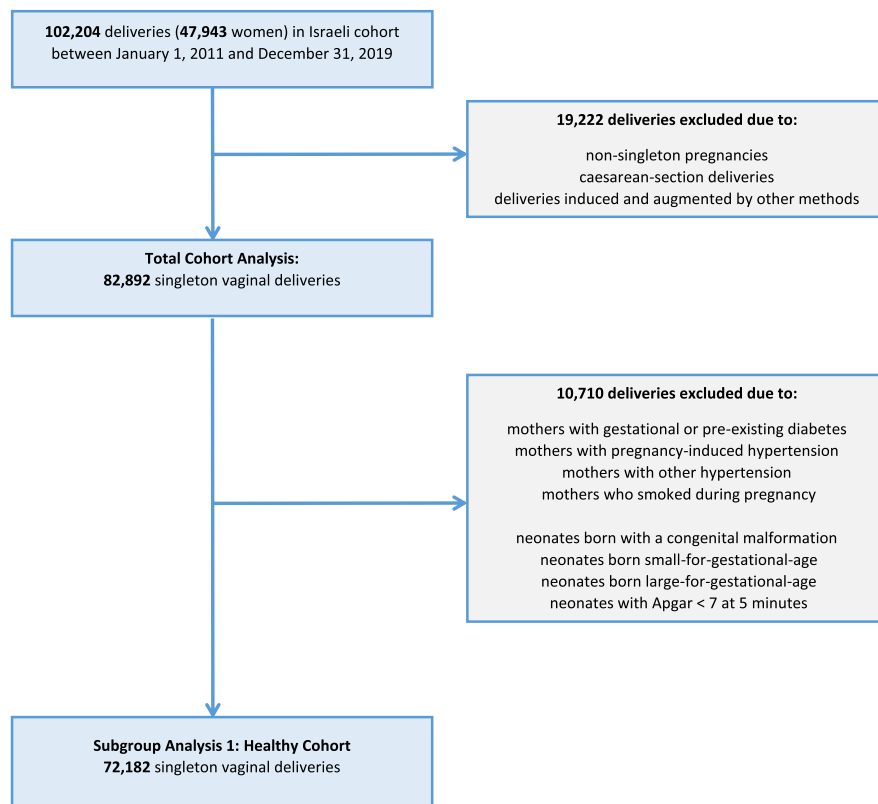 102,204 deliveries (47,943 women) in Israeli cohort
between January 1, 2011 and December 31, 2019
19,222 deliveries excluded due to:
non-singleton pregnancies
caesarean-section deliveries
deliveries induced and augmented by other methods
Total Cohort Analysis:
82,892 singleton vaginal deliveries
10,710 deliveries excluded due to:
mothers with gestational or pre-existing diabetes
mothers with pregnancy-induced hypertension
mothers with other hypertension
mothers who smoked during pregnancy
neonates born with a congenital malformation
neonates born small-for-gestational-age
neonates born large-for-gestational-age
neonates with Apgar < 7 at 5 minutes
Subgroup Analysis 1: Healthy Cohort
72,182 singleton vaginal deliveries